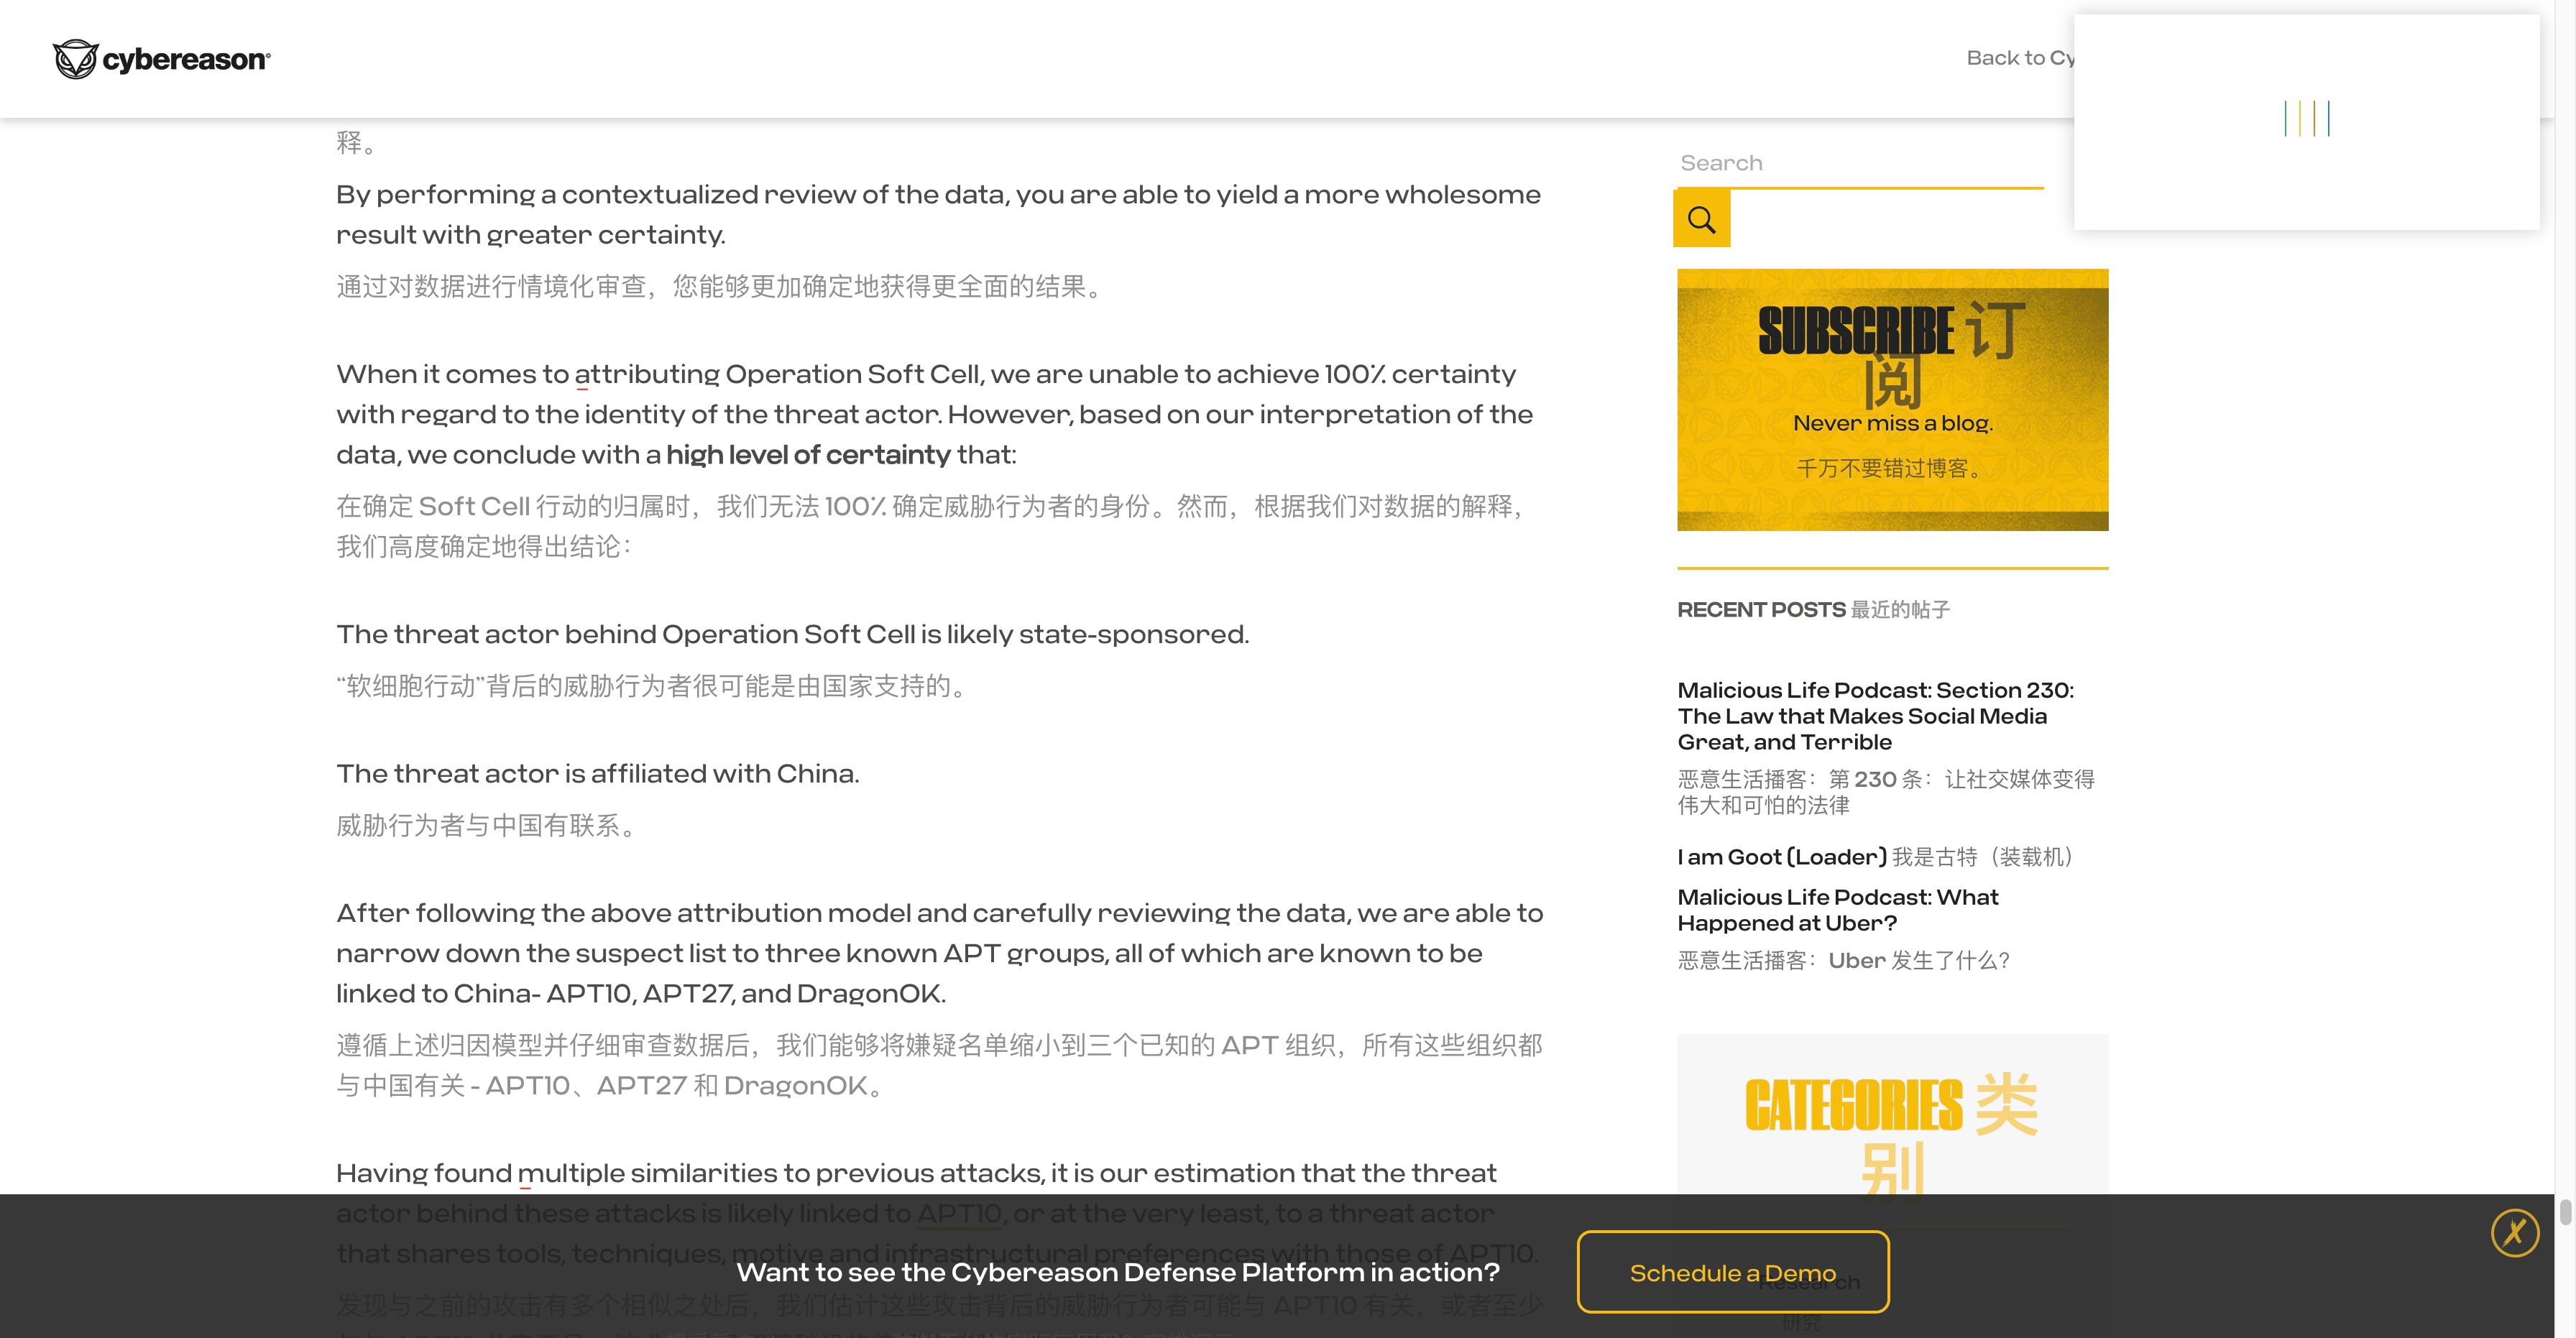 cybereason
Back to Cy
释。
By performing a contextualized review of the data, you are able to yield a more wholesome
result with greater certainty.
通过对数据进行情境化审查，您能够更加确定地获得更全面的结果。
When it comes to attributing Operation Soft Cell, we are unable to achieve 100% certainty
with regard to the identity of the threat actor. However, based on our interpretation of the
data, we conclude with a high level of certainty that:
在确定 Soft Cell 行动的归属时，我们无法 100% 确定威胁行为者的身份。然而，根据我们对数据的解释，
我们高度确定地得出结论：
The threat actor behind Operation Soft Cell is likely state-sponsored.
“软细胞行动”背后的威胁行为者很可能是由国家支持的。
The threat actor is affiliated with China.
威胁行为者与中国有联系。
After following the above attribution model and carefully reviewing the data, we are able to
narrow down the suspect list to three known APT groups, all of which are known to be
linked to China- APT10, APT27, and DragonOK.
遵循上述归因模型并仔细审查数据后，我们能够将嫌疑名单缩小到三个已知的 APT 组织，所有这些组织都
与中国有关 - APT10、APT27 和 DragonOK。
Having found multiple similarities to previous attacks, it is our estimation that the threat
actor behind these attacks is likely linked to APT10, or at the very least, to a threat actor
that shares tools, techniques, motive and infrastructural preferences with those of APT10.
发现与之前的攻击有多个相似之处后，我们估计这些攻击背后的威胁行为者可能与 APT10 有关，或者至少
Search
SUBSCRIBE 订
阅
Never miss a blog.
千万不要错过博客。
RECENT POSTS 最近的帖子
Malicious Life Podcast: Section 230:
The Law that Makes Social Media
Great, and Terrible
恶意生活播客：第 230 条：让社交媒体变得
伟大和可怕的法律
I am Goot (Loader) 我是古特（装载机）
Malicious Life Podcast: What
Happened at Uber?
恶意生活播客：Uber 发生了什么？
CATEGORIES 类
别
Research
研究
Want to see the Cybereason Defense Platform in action?
Schedule a Demo